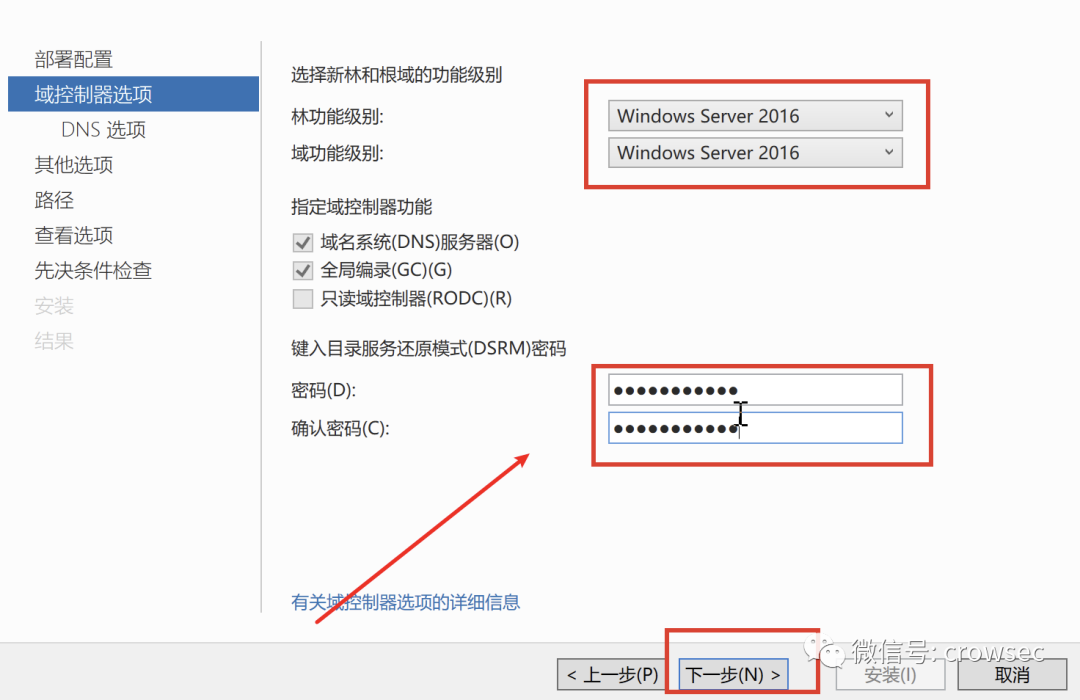 部署配置
域控制器选项
DNS 选项
其他选项
路径
查看选项
先决条件检查
安装
结果
选择新林和根域的功能级别
林功能级别: Windows Server 2016
域功能级别: Windows Server 2016
指定域控制器功能
域名系统(DNS)服务器(O)
全局编录(GC)(G)
只读域控制器(RODC)(R)
键入目录服务还原模式(DSRM)密码
密码(D): ●●●●●●●●●●●
确认密码(C): ●●●●●●●●●●●
有关域控制器选项的详细信息
< 上一步(P) 下一步(N) > 安装(I) 取消
微信号: crowsec